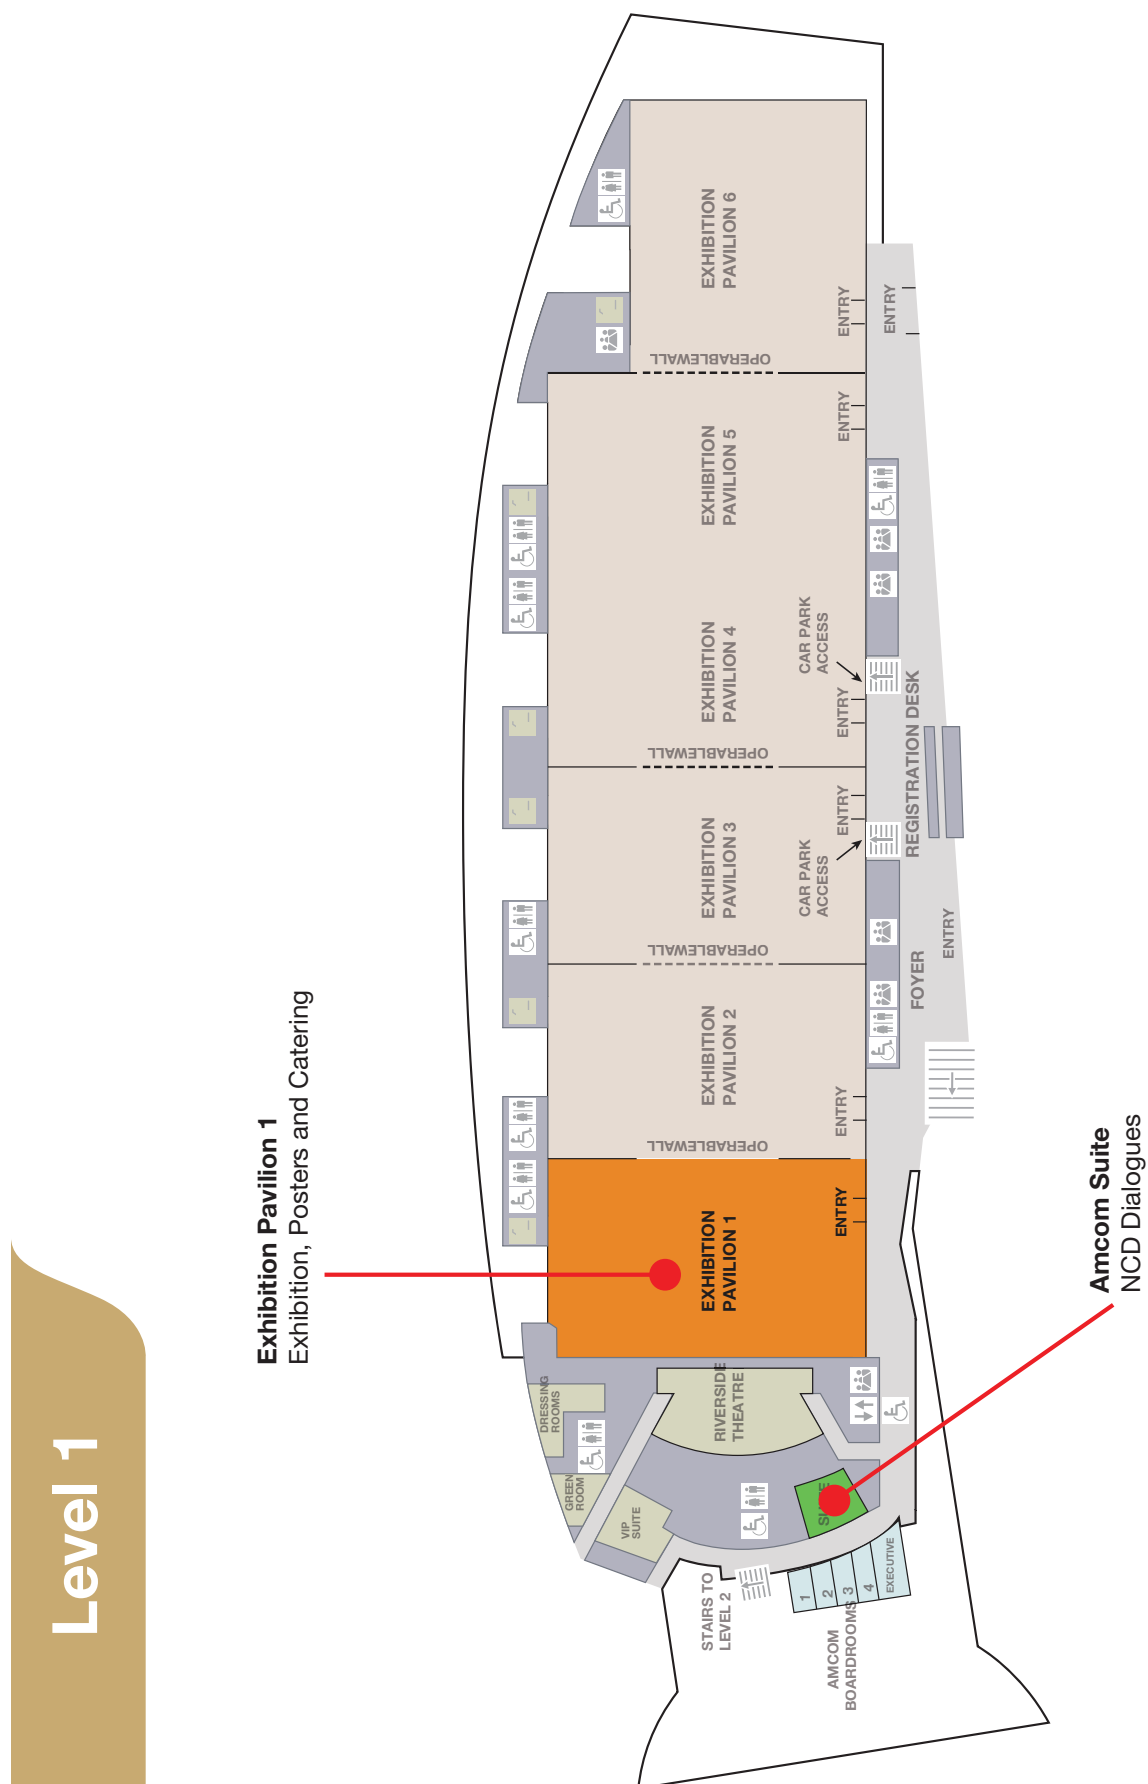 Level 1
Exhibition Pavilion 1
Exhibition, Posters and Catering
DRESSING
ROOMS
GREEN
ROOM
VIP
SUITE
STAIRS TO
LEVEL 2
RIVERSIDE
THEATRE
SUITE
AMCOM
BOARDROOMS
1
2
3
4
EXECUTIVE
EXHIBITION
PAVILION 1
ENTRY
OPERABLEWALL
EXHIBITION
PAVILION 2
ENTRY
OPERABLEWALL
EXHIBITION
PAVILION 3
CAR PARK
ACCESS
ENTRY
OPERABLEWALL
EXHIBITION
PAVILION 4
ENTRY
CAR PARK
ACCESS
EXHIBITION
PAVILION 5
ENTRY
OPERABLEWALL
EXHIBITION
PAVILION 6
ENTRY
ENTRY
FOYER
REGISTRATION DESK
ENTRY
Amcom Suite
NCD Dialogues